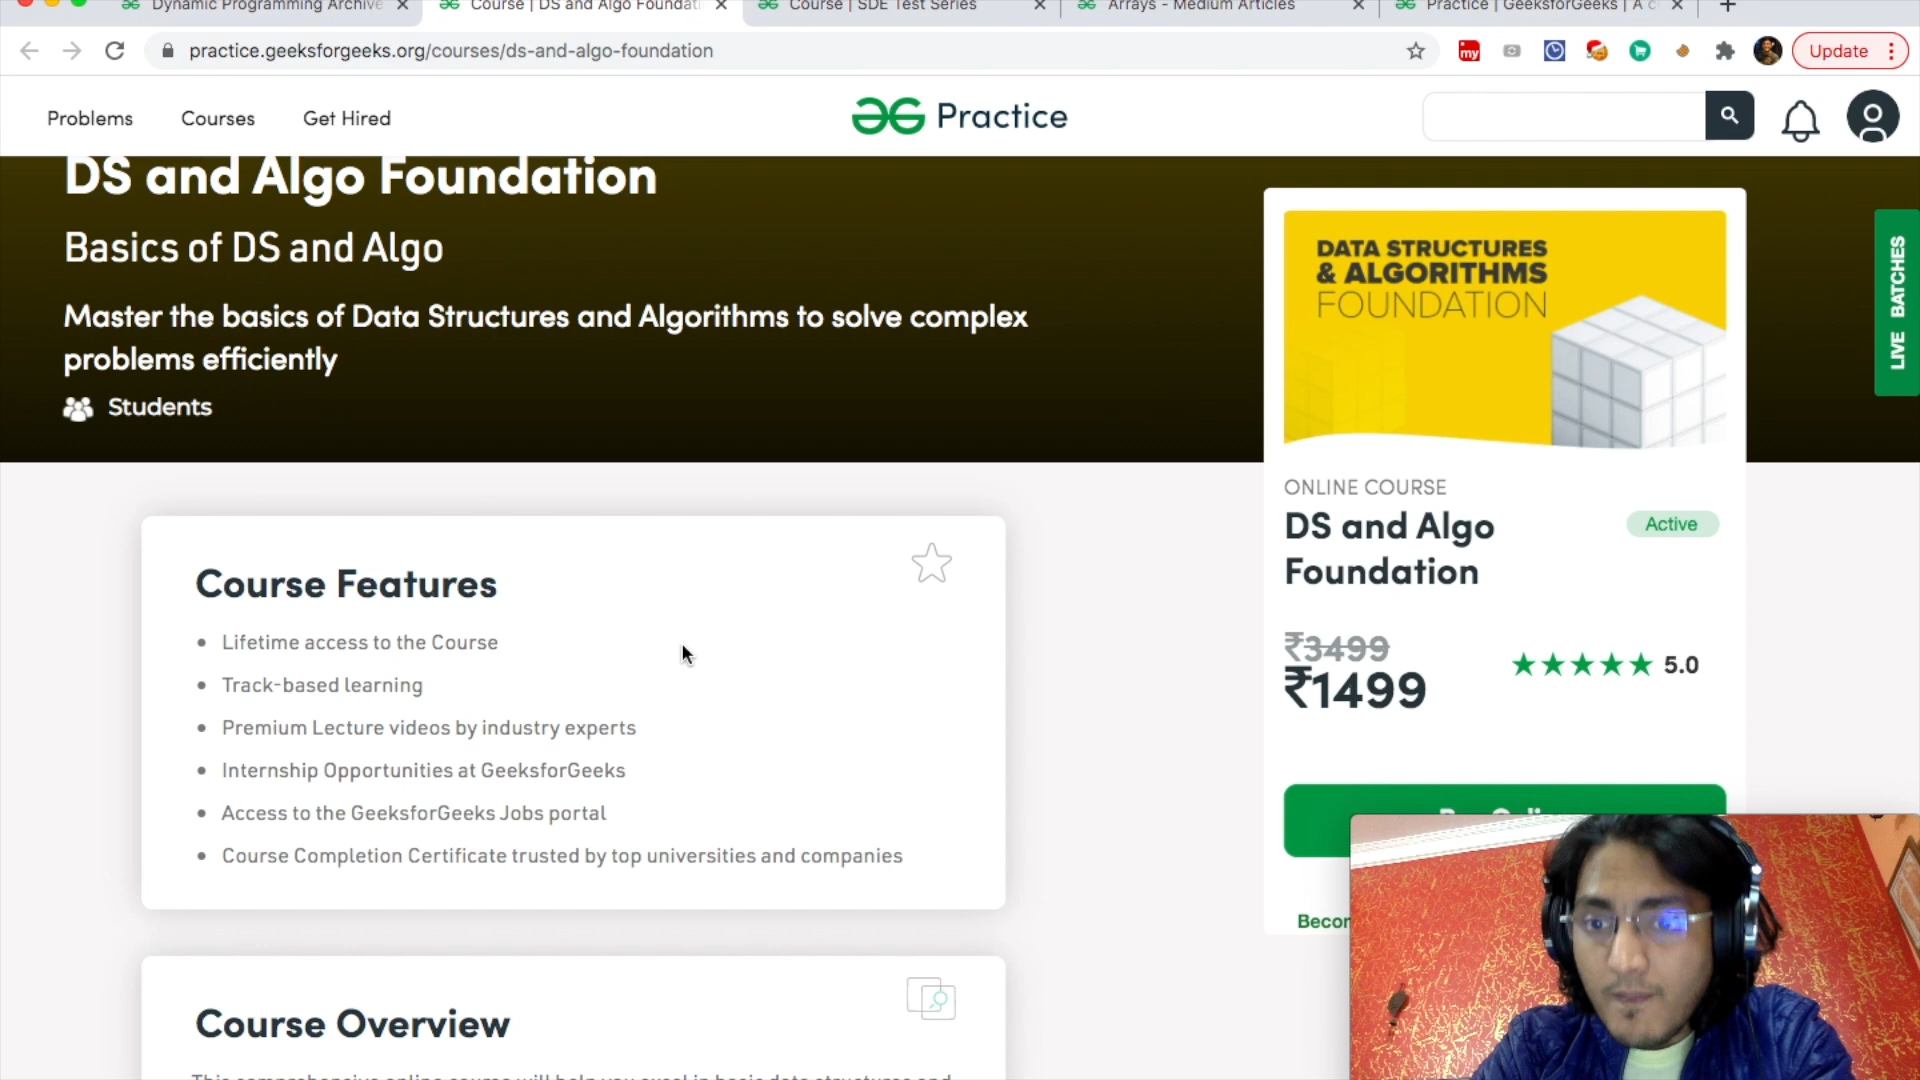 Dynamic Programming Archive
Course | DS and Algo Foundati
Course | SDE Test Series
Arrays - Medium Articles
Practice | GeeksforGeeks | A c
practice.geeksforgeeks.org/courses/ds-and-algo-foundation
my
Update
Problems
Courses
Get Hired
Practice
DS and Algo Foundation
Basics of DS and Algo
Master the basics of Data Structures and Algorithms to solve complex
problems efficiently
Students
DATA STRUCTURES
& ALGORITHMS
FOUNDATION
LIVE BATCHES
ONLINE COURSE
DS and Algo
Foundation
Active
₹3499
₹1499
5.0
Course Features
Lifetime access to the Course
Track-based learning
Premium Lecture videos by industry experts
Internship Opportunities at GeeksforGeeks
Access to the GeeksforGeeks Jobs portal
Course Completion Certificate trusted by top universities and companies
Becor
Course Overview